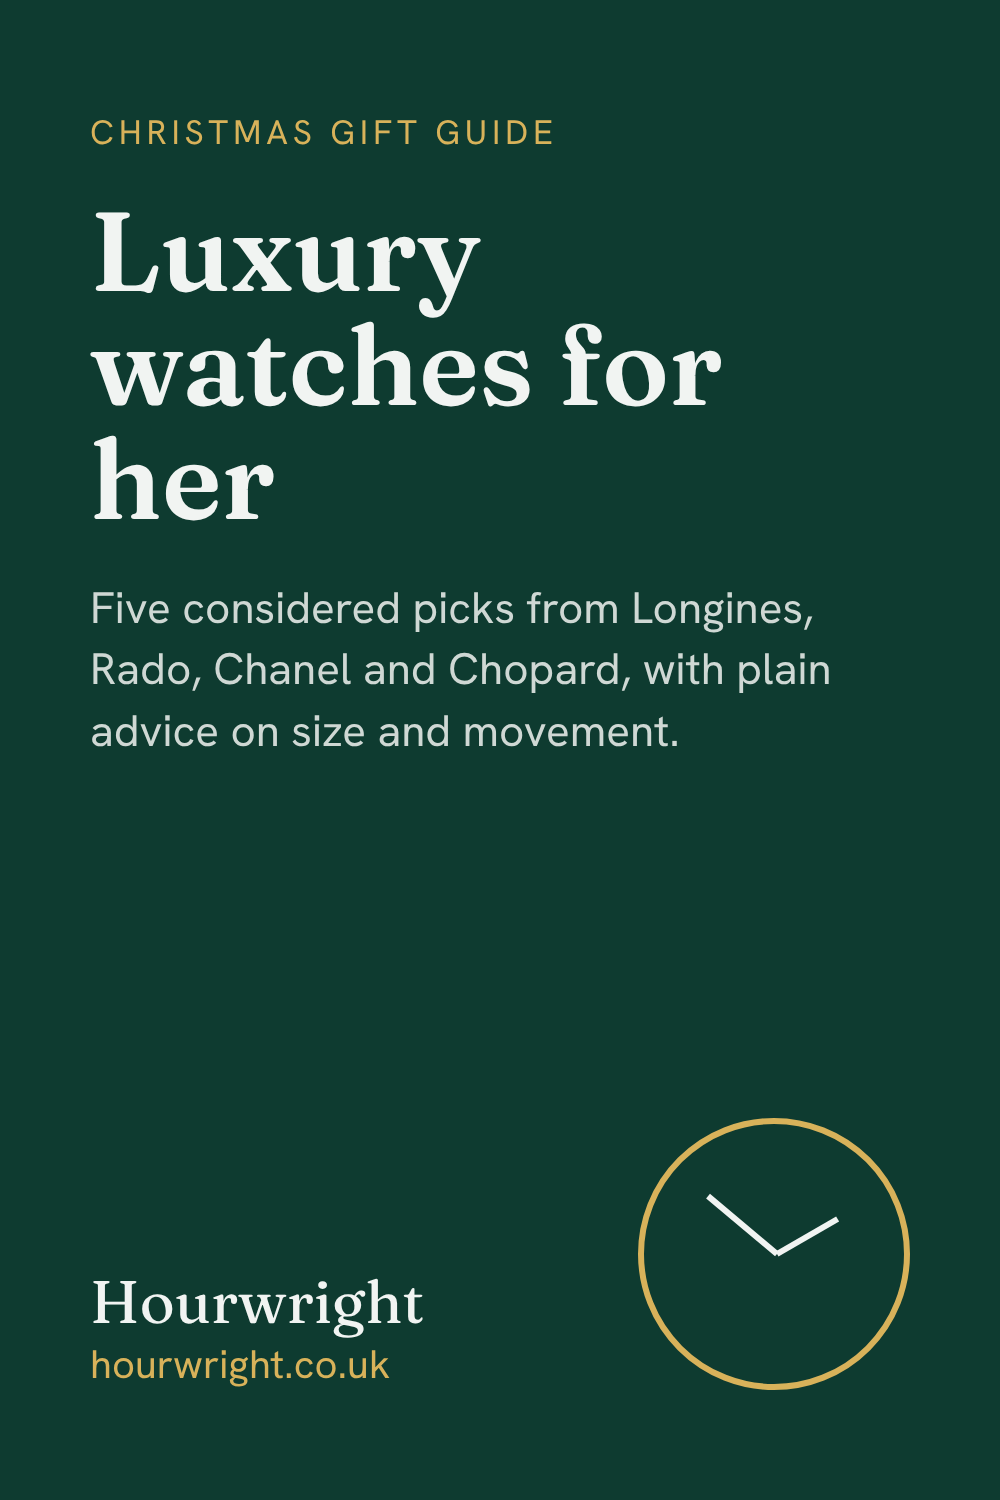 CHRISTMAS GIFT GUIDE
Luxury
watches for
her
Five considered picks from Longines,
Rado, Chanel and Chopard, with plain
advice on size and movement.
Hourwright
hourwright.co.uk